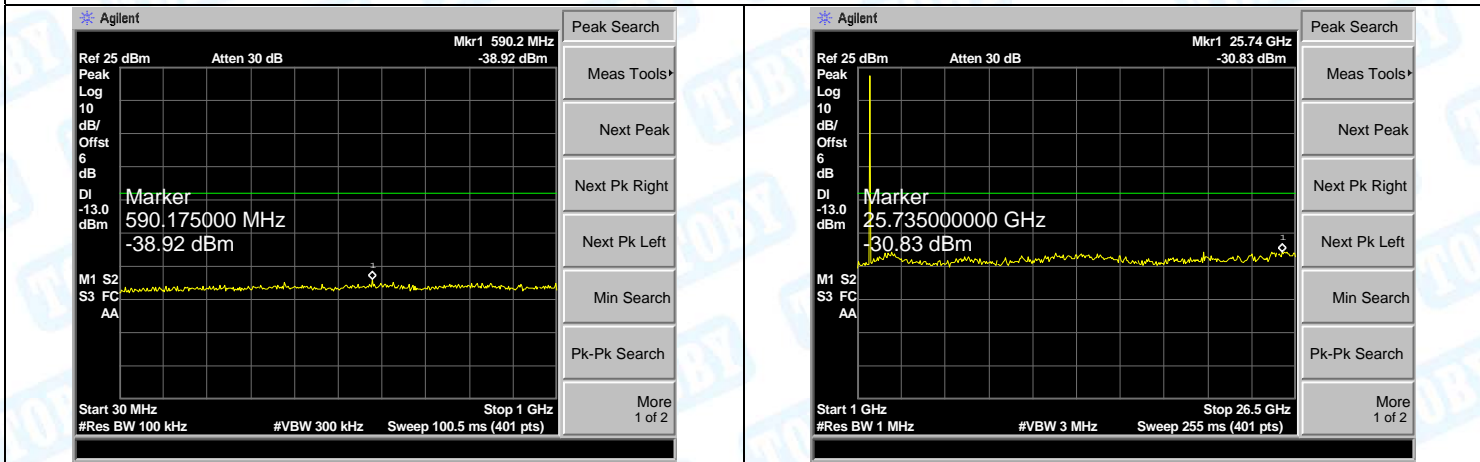 Agilent
Mkr1 590.2 MHz
Ref 25 dBm Atten 30 dB -38.92 dBm
Peak
Log
10
dB/
Offst
6
dB
DI
-13.0
dBm
Marker
590.175000 MHz
-38.92 dBm
1
M1 S2
S3 FC
AA
Start 30 MHz Stop 1 GHz
#Res BW 100 kHz #VBW 300 kHz Sweep 100.5 ms (401 pts)
Peak Search
Meas Tools
Next Peak
Next Pk Right
Next Pk Left
Min Search
Pk-Pk Search
More
1 of 2
Agilent
Mkr1 25.74 GHz
Ref 25 dBm Atten 30 dB -30.83 dBm
Peak
Log
10
dB/
Offst
6
dB
DI
-13.0
dBm
Marker
25.735000000 GHz
-30.83 dBm
1
M1 S2
S3 FC
AA
Start 1 GHz Stop 26.5 GHz
#Res BW 1 MHz #VBW 3 MHz Sweep 255 ms (401 pts)
Peak Search
Meas Tools
Next Peak
Next Pk Right
Next Pk Left
Min Search
Pk-Pk Search
More
1 of 2
TOBY